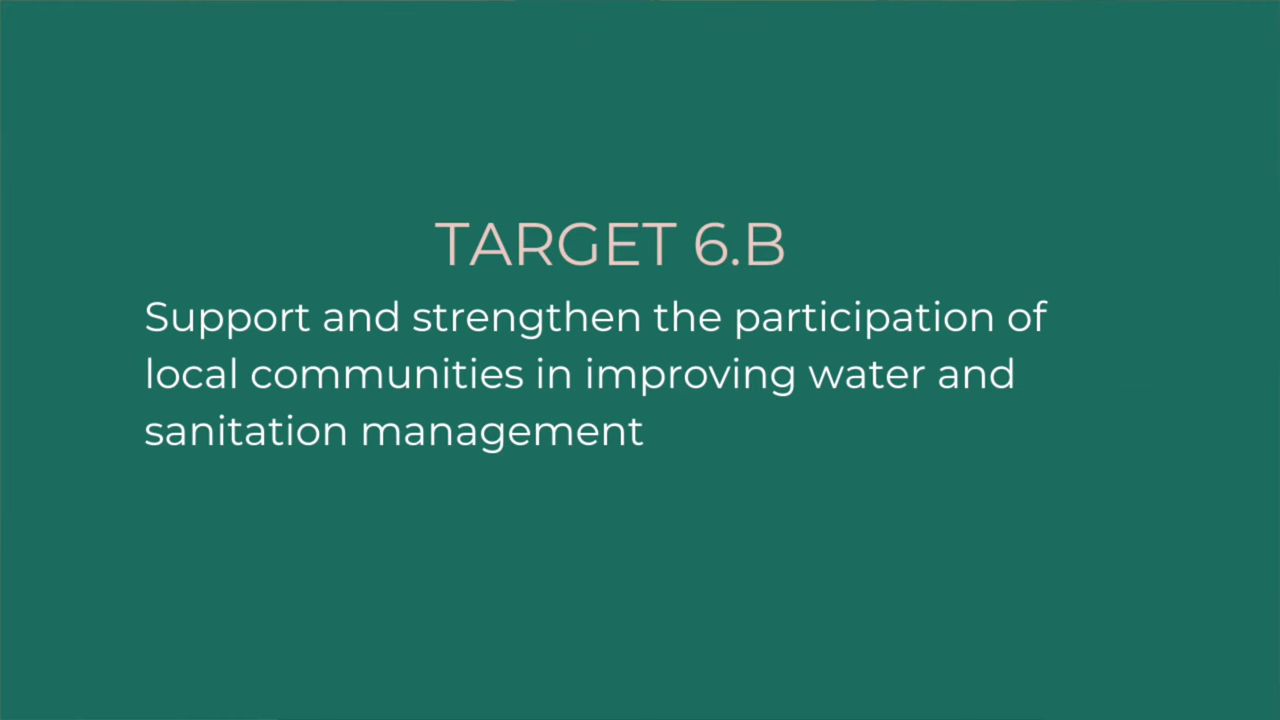 TARGET 6.B
Support and strengthen the participation of
local communities in improving water and
sanitation management